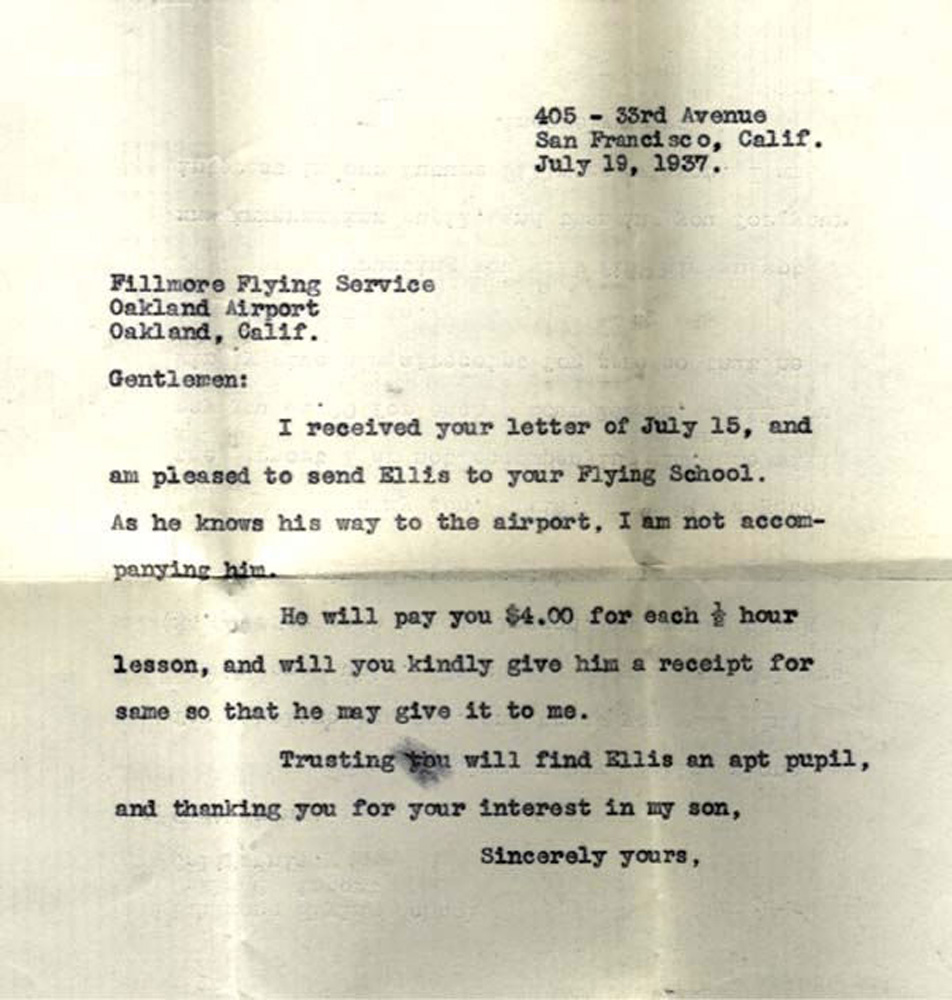 405 - 33rd Avenue
San Francisco, Calif.
July 19, 1937.
Fillmore Flying Service
Oakland Airport
Oakland, Calif.
Gentlemen:
I received your letter of July 15, and
am pleased to send Ellis to your Flying School.
As he knows his way to the airport, I am not accom-
panying him.
He will pay you $4.00 for each ½ hour
lesson, and will you kindly give him a receipt for
same so that he may give it to me.
Trusting you will find Ellis an apt pupil,
and thanking you for your interest in my son,
Sincerely yours,